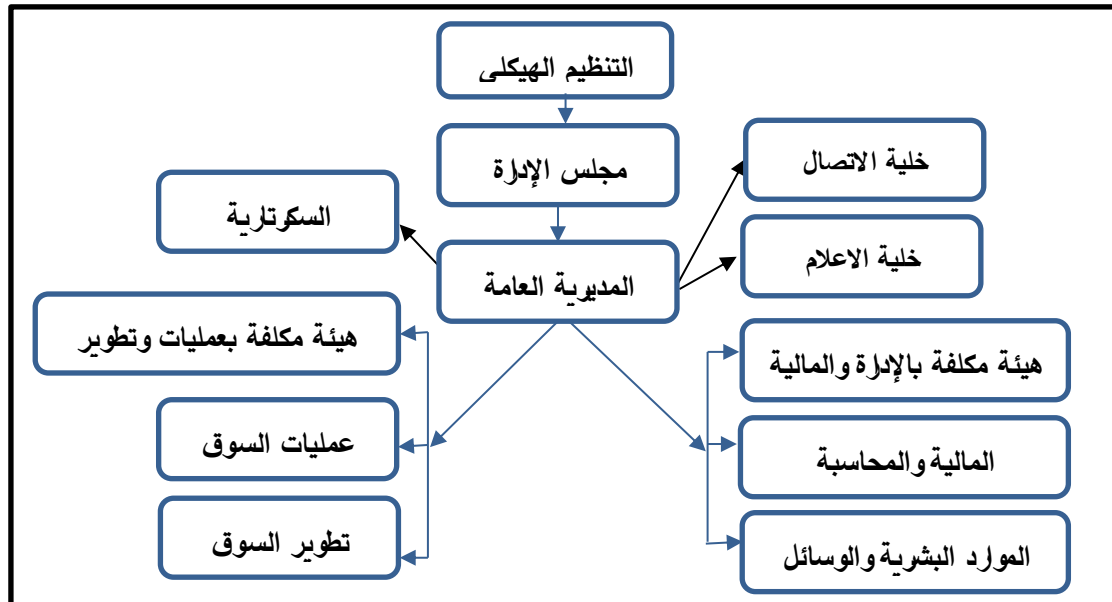 التنظيم الهيكلي
مجلس الإدارة
خلية الاتصال
السكرتارية
خلية الاعلام
المديرية العامة
هيئة مكلفة بعمليات وتطوير
هيئة مكلفة بالإدارة والمالية
عمليات السوق
المالية والمحاسبة
تطوير السوق
الموارد البشرية والوسائل